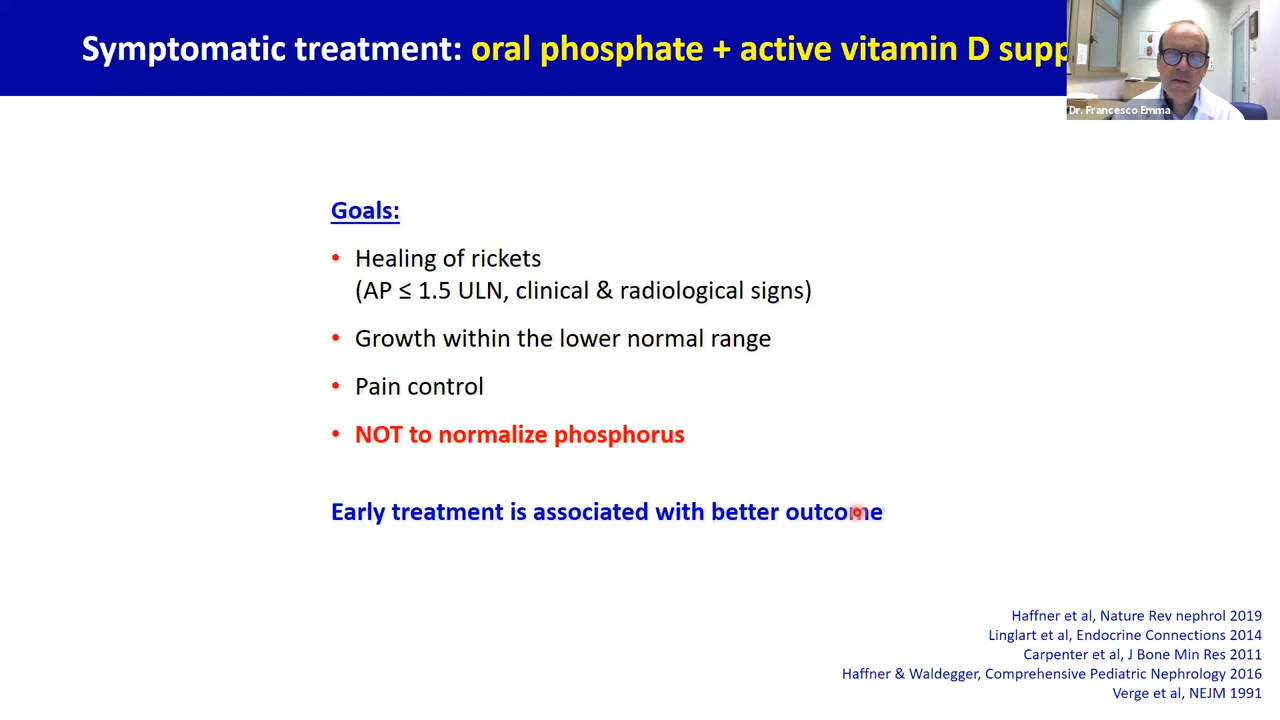 Symptomatic treatment: oral phosphate + active vitamin D supp
Dr. Francesco Emma
Goals:
• Healing of rickets
(AP ≤ 1.5 ULN, clinical & radiological signs)
• Growth within the lower normal range
• Pain control
• NOT to normalize phosphorus
Early treatment is associated with better outcome
Haffner et al, Nature Rev nephrol 2019
Linglart et al, Endocrine Connections 2014
Carpenter et al, J Bone Min Res 2011
Haffner & Waldegger, Comprehensive Pediatric Nephrology 2016
Verge et al, NEJM 1991